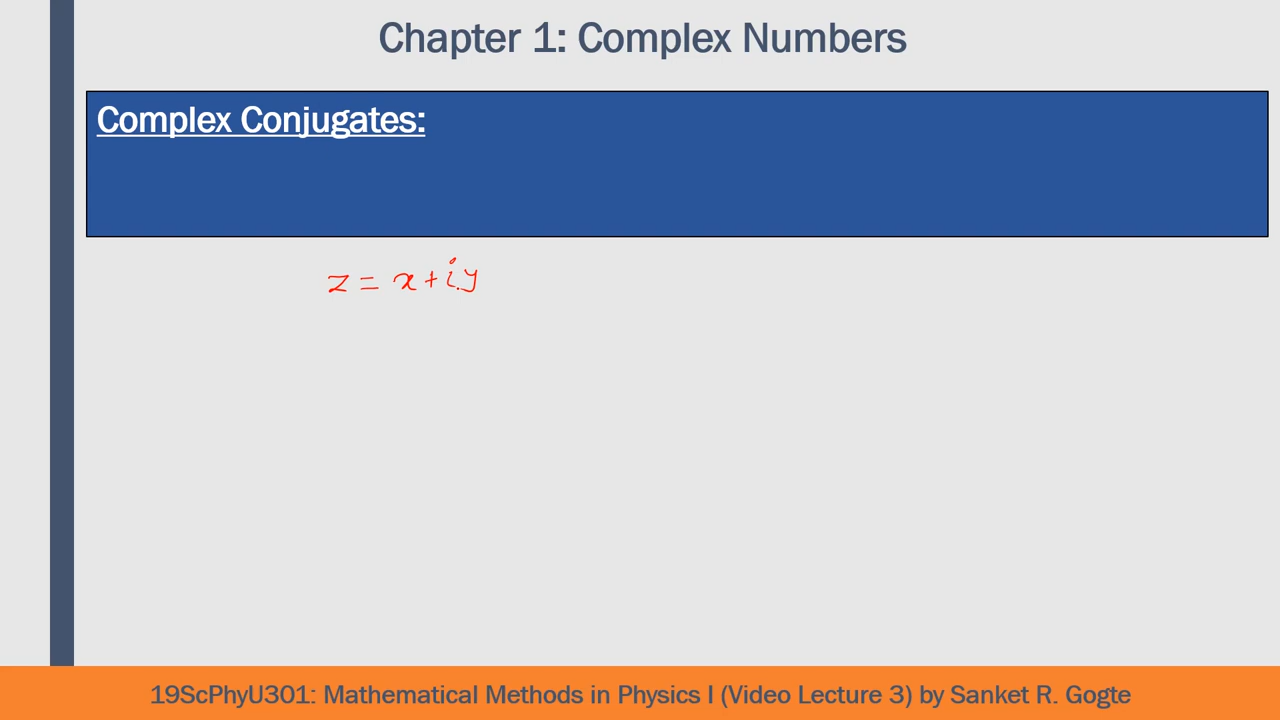 Chapter 1: Complex Numbers
Complex Conjugates:
z = x + iy
19ScPhyU301: Mathematical Methods in Physics I (Video Lecture 3) by Sanket R. Gogte